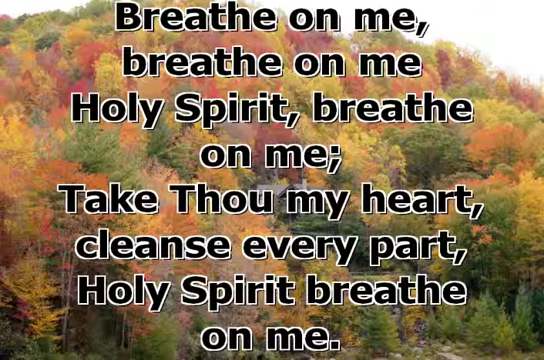 Breathe on me,
breathe on me
Holy Spirit, breathe
on me;
Take Thou my heart,
cleanse every part,
Holy Spirit breathe
on me.